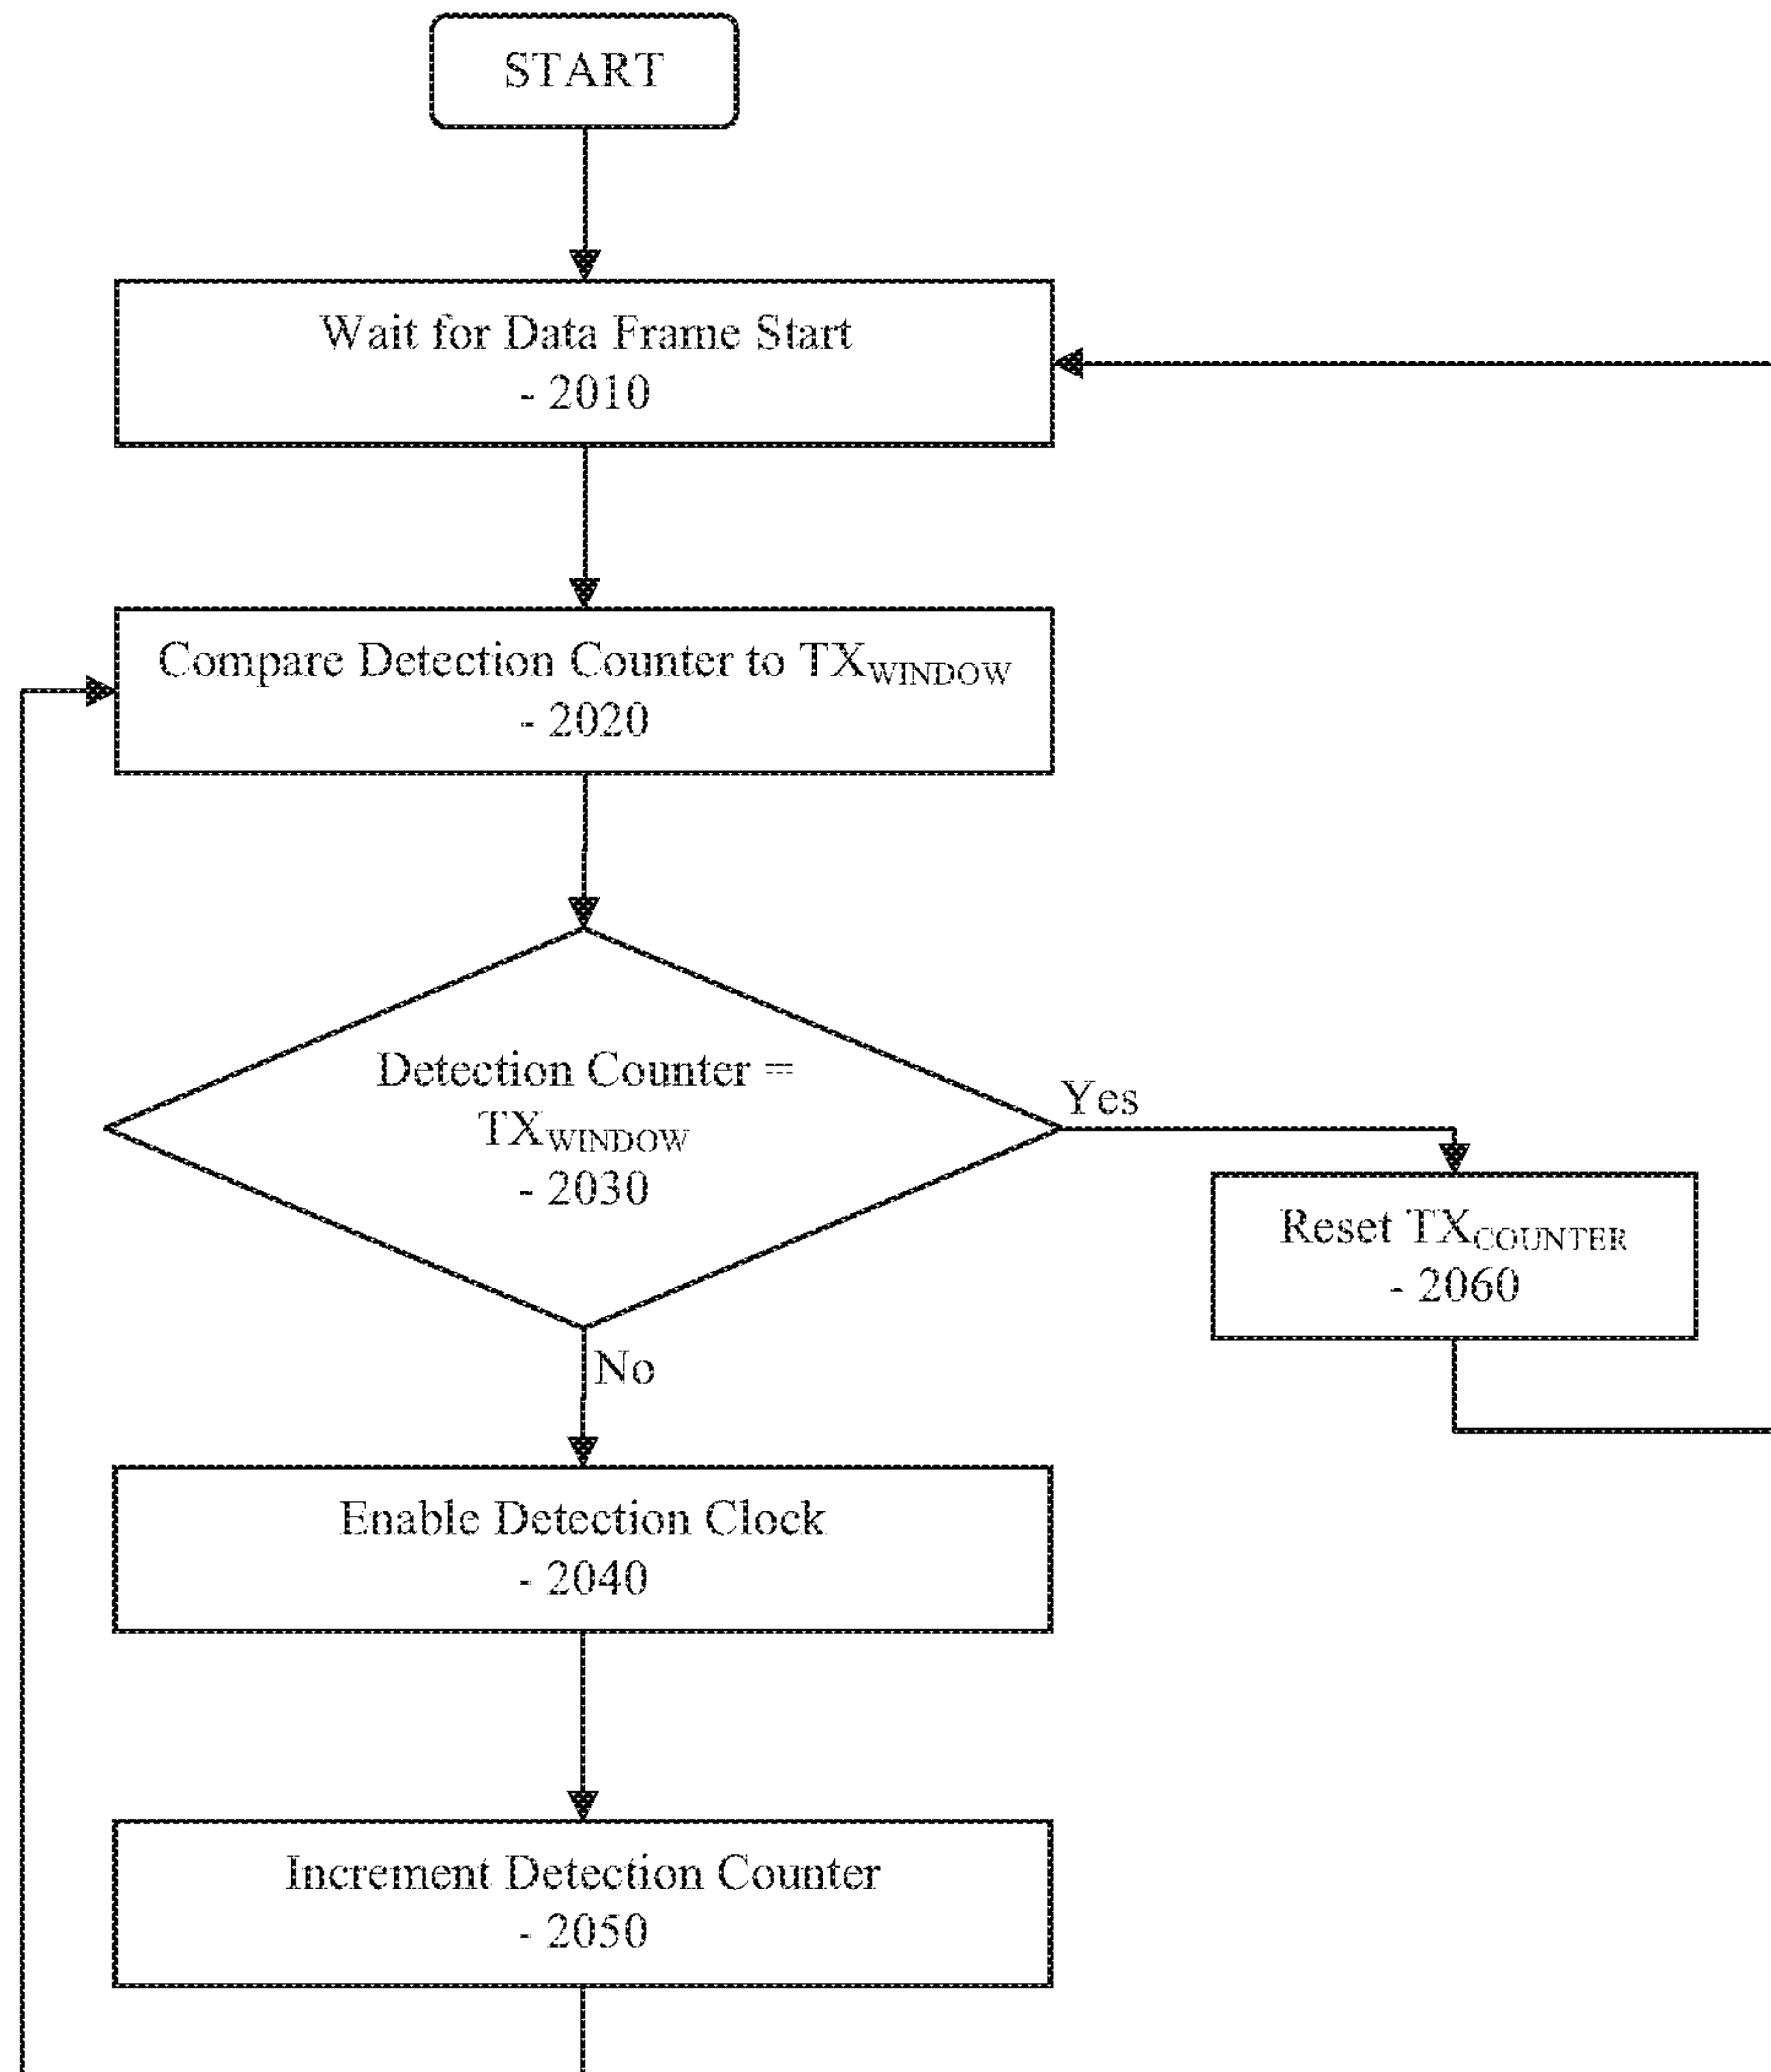 START
Wait for Data Frame Start
- 2010
Compare Detection Counter to TXWINDOW
- 2020
Detection Counter =
TXWINDOW
- 2030
Yes
Reset TXCOUNTER
- 2060
No
Enable Detection Clock
- 2040
Increment Detection Counter
- 2050